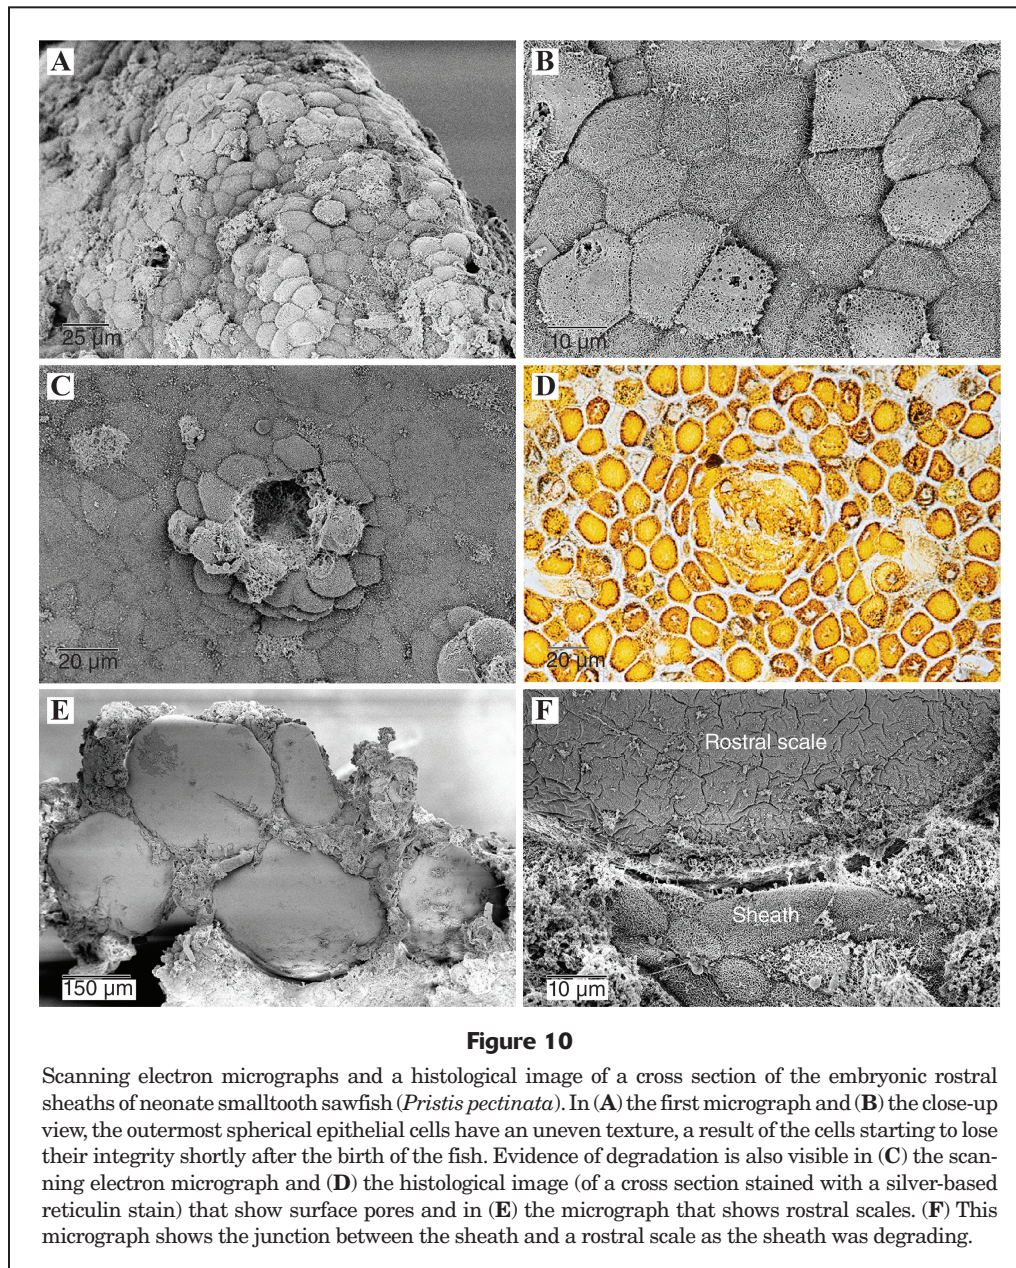 A
25 µm
B
10 µm
C
20 µm
D
20 µm
E
150 µm
F
Rostral scale
Sheath
10 µm
Figure 10
Scanning electron micrographs and a histological image of a cross section of the embryonic rostral
sheaths of neonate smalltooth sawfish (Pristis pectinata). In (A) the first micrograph and (B) the close-up
view, the outermost spherical epithelial cells have an uneven texture, a result of the cells starting to lose
their integrity shortly after the birth of the fish. Evidence of degradation is also visible in (C) the scan-
ning electron micrograph and (D) the histological image (of a cross section stained with a silver-based
reticulin stain) that show surface pores and in (E) the micrograph that shows rostral scales. (F) This
micrograph shows the junction between the sheath and a rostral scale as the sheath was degrading.